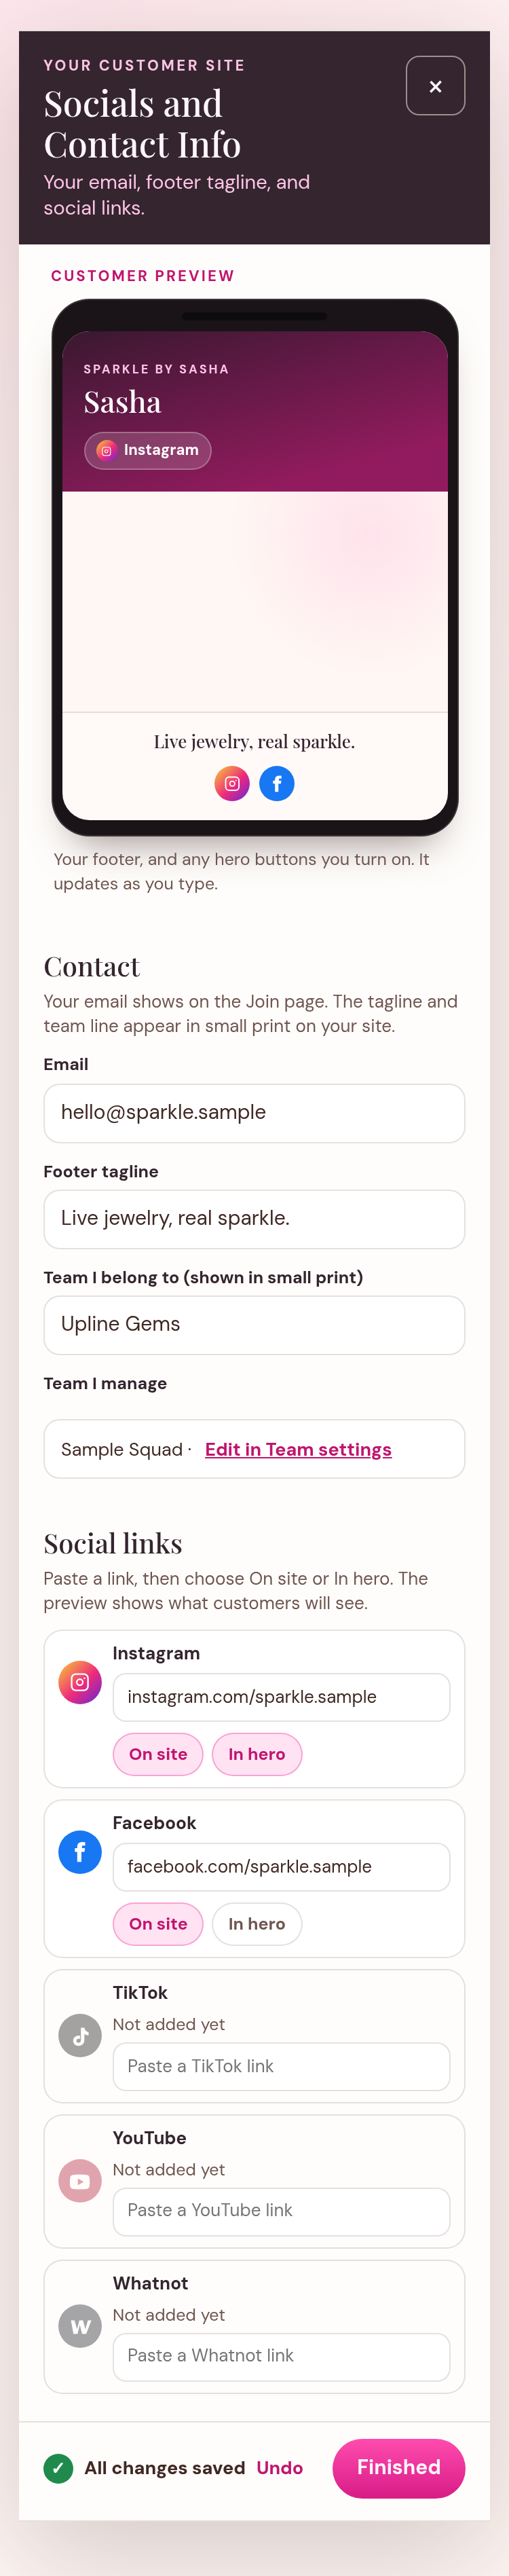 YOUR CUSTOMER SITE
Socials and
Contact Info
Your email, footer tagline, and
social links.
×
CUSTOMER PREVIEW
SPARKLE BY SASHA
Sasha
Instagram
Live jewelry, real sparkle.
f
Your footer, and any hero buttons you turn on. It
updates as you type.
Contact
Your email shows on the Join page. The tagline and
team line appear in small print on your site.
Email
hello@sparkle.sample
Footer tagline
Live jewelry, real sparkle.
Team I belong to (shown in small print)
Upline Gems
Team I manage
Sample Squad · Edit in Team settings
Social links
Paste a link, then choose On site or In hero. The
preview shows what customers will see.
Instagram
instagram.com/sparkle.sample
On site In hero
Facebook
f
facebook.com/sparkle.sample
On site In hero
TikTok
Not added yet
Paste a TikTok link
YouTube
Not added yet
Paste a YouTube link
Whatnot
Not added yet
W
Paste a Whatnot link
✓ All changes saved Undo Finished